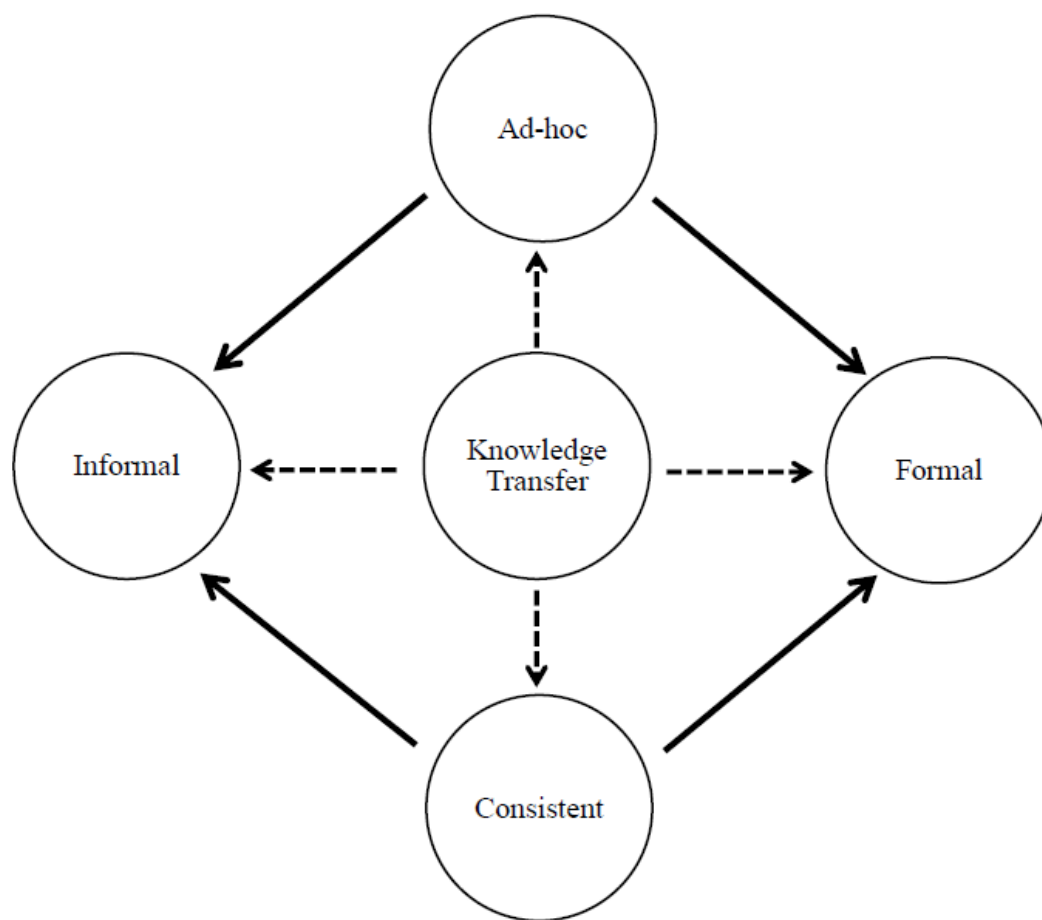 Ad-hoc
Informal
Knowledge
Transfer
Formal
Consistent